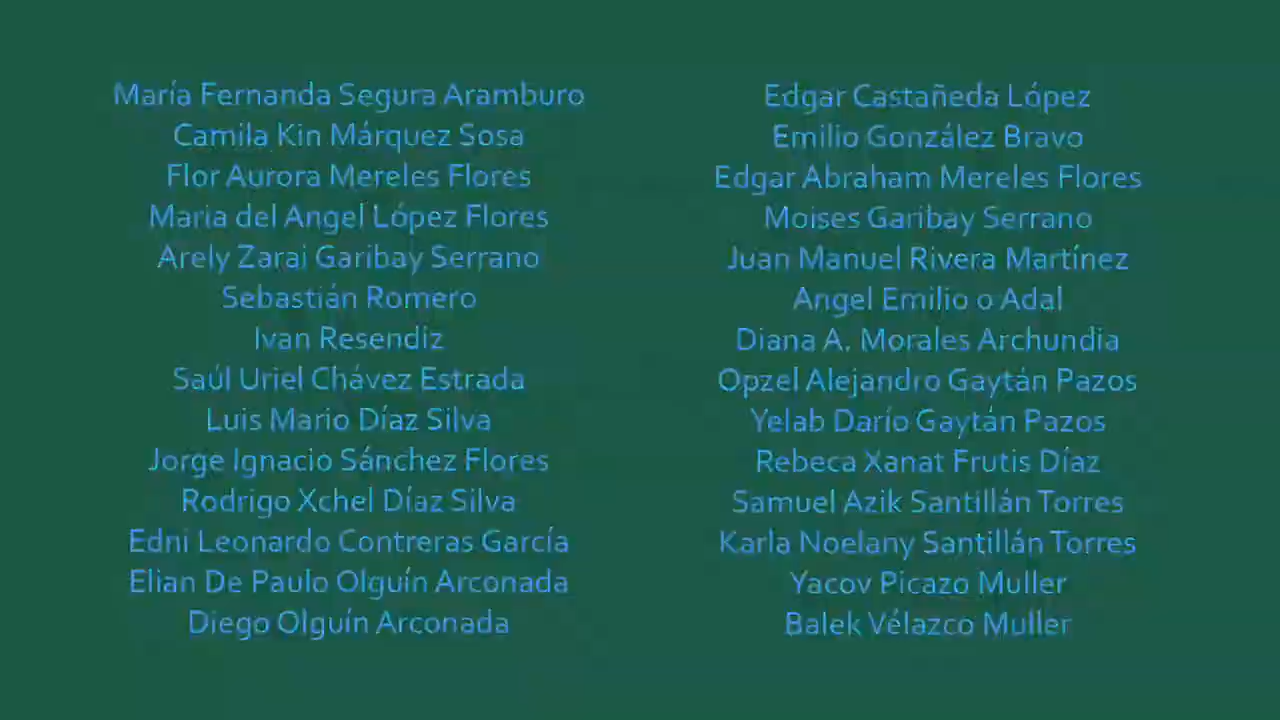 María Fernanda Segura Aramburo
Camila Kin Márquez Sosa
Flor Aurora Mereles Flores
Maria del Angel López Flores
Arely Zarai Garibay Serrano
Sebastián Romero
Ivan Resendiz
Saúl Uriel Chávez Estrada
Luis Mario Díaz Silva
Jorge Ignacio Sánchez Flores
Rodrigo Xchel Díaz Silva
Edni Leonardo Contreras García
Elian De Paulo Olguín Arconada
Diego Olguín Arconada
Edgar Castañeda López
Emilio González Bravo
Edgar Abraham Mereles Flores
Moises Garibay Serrano
Juan Manuel Rivera Martínez
Angel Emilio o Adal
Diana A. Morales Archundia
Opzel Alejandro Gaytán Pazos
Yelab Darío Gaytán Pazos
Rebeca Xanat Frutis Díaz
Samuel Azik Santillán Torres
Karla Noelany Santillán Torres
Yacov Picazo Muller
Balek Vélazco Muller